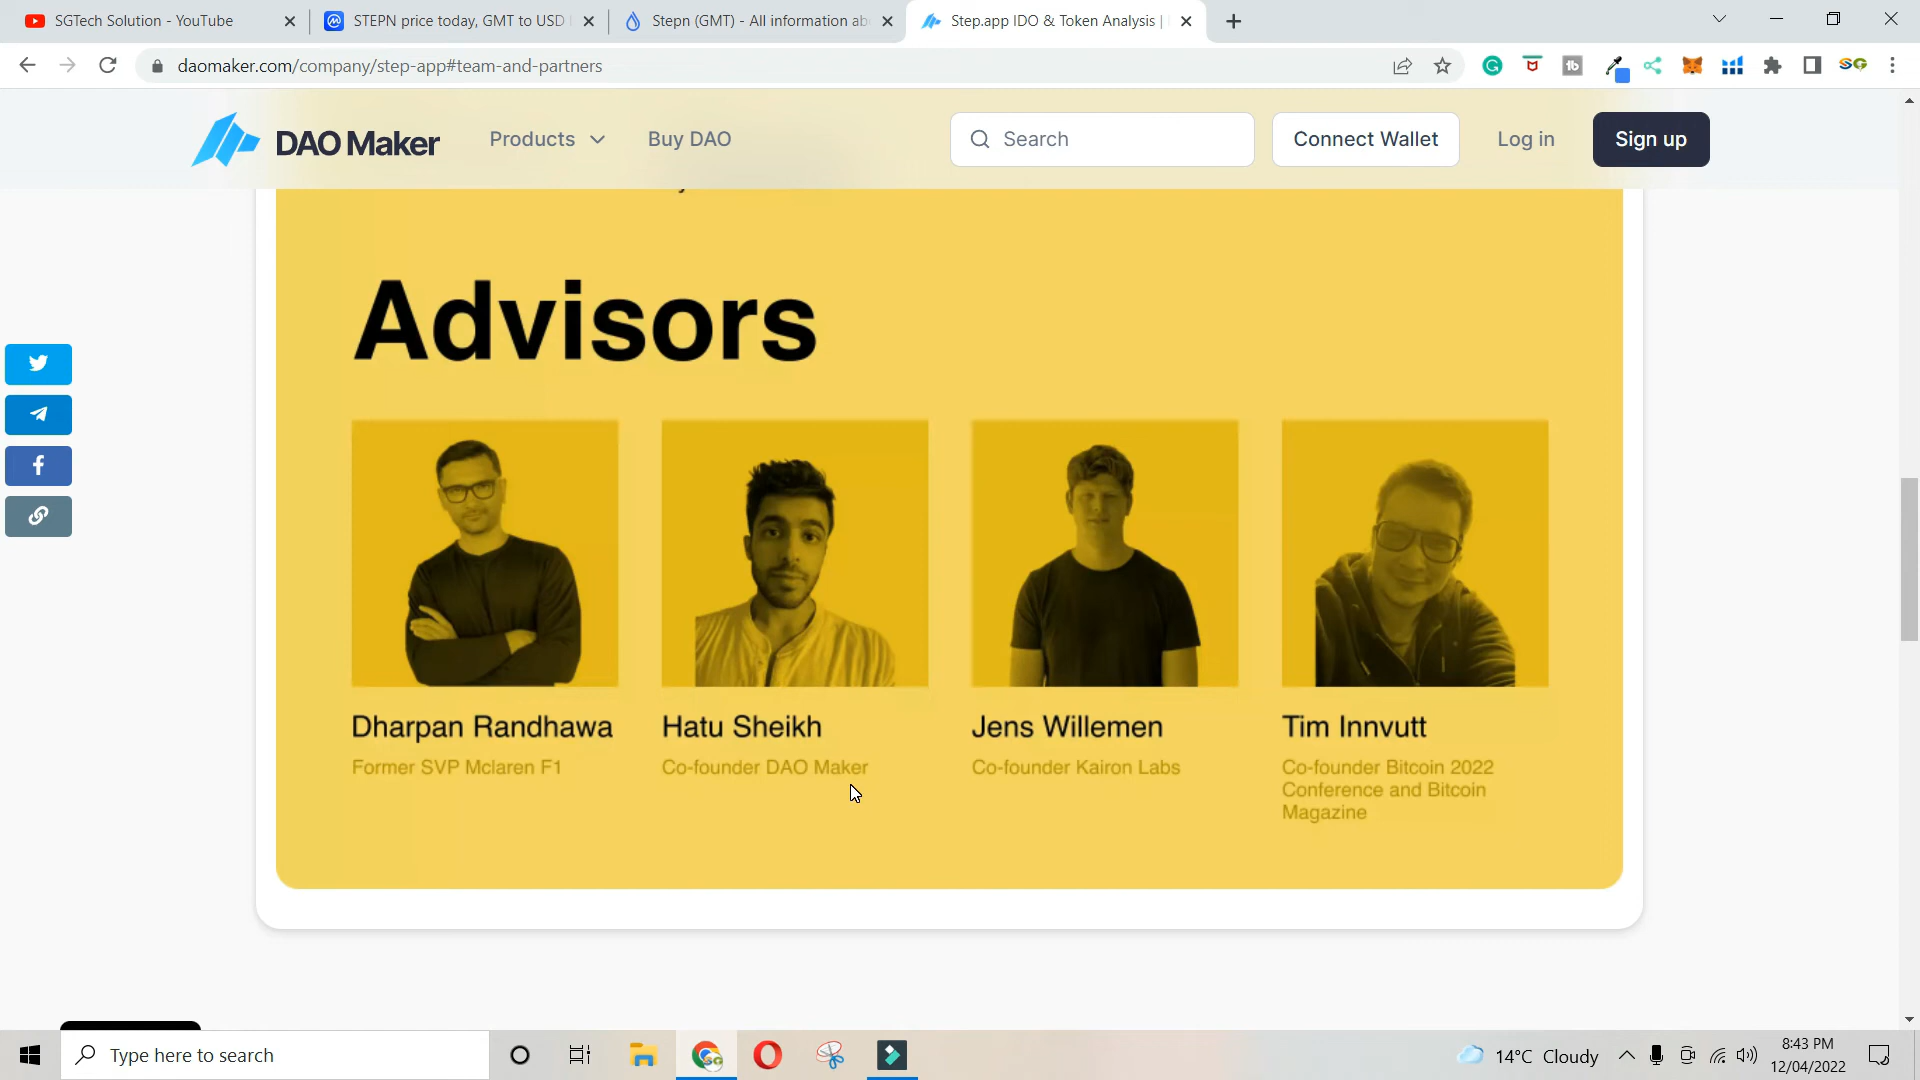 SGTech Solution - YouTube
STEPN price today, GMT to USD
Stepn (GMT) - All information ab
Step.app IDO & Token Analysis |
daomaker.com/company/step-app#team-and-partners
DAO Maker
Products
Buy DAO
Search
Connect Wallet
Log in
Sign up
Advisors
Dharpan Randhawa
Former SVP Mclaren F1
Hatu Sheikh
Co-founder DAO Maker
Jens Willemen
Co-founder Kairon Labs
Tim Innvutt
Co-founder Bitcoin 2022
Conference and Bitcoin
Magazine
Type here to search
14°C Cloudy
8:43 PM
12/04/2022